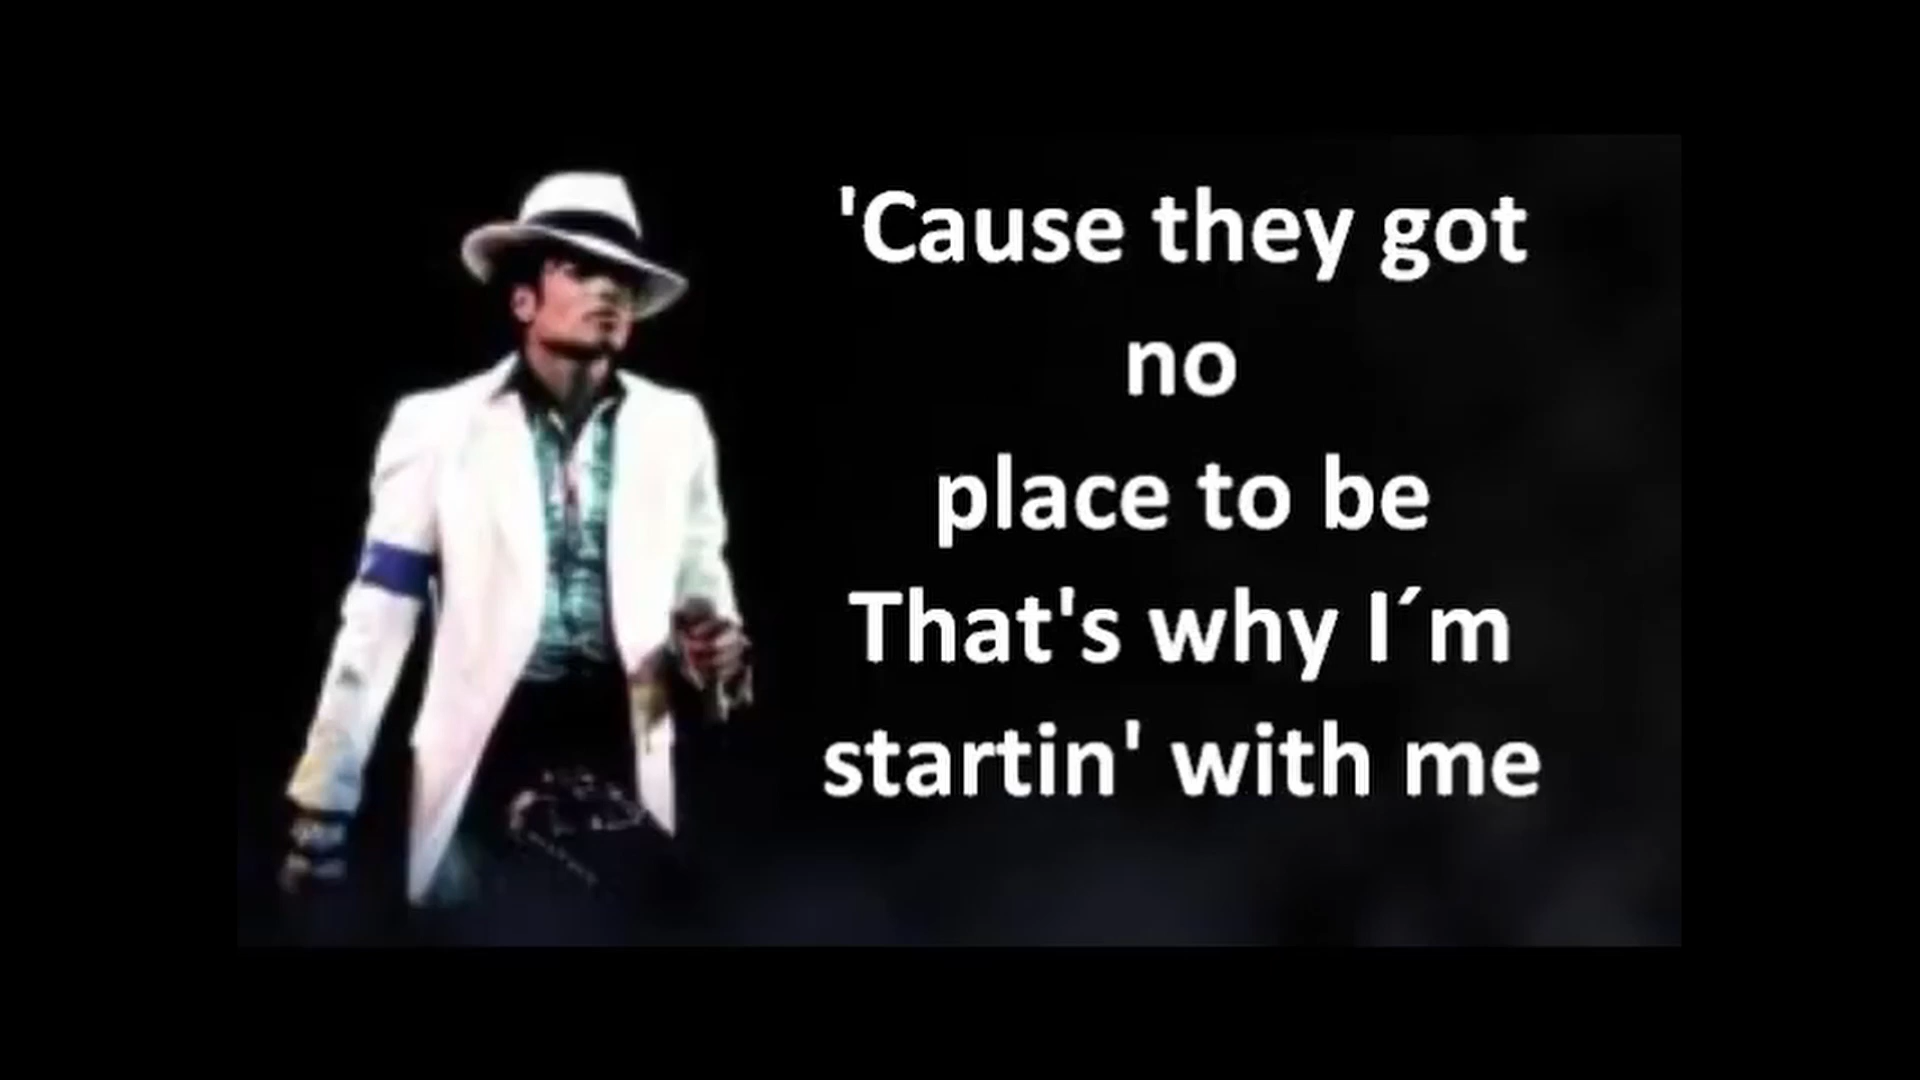 'Cause they got
no
place to be
That's why I´m
startin' with me